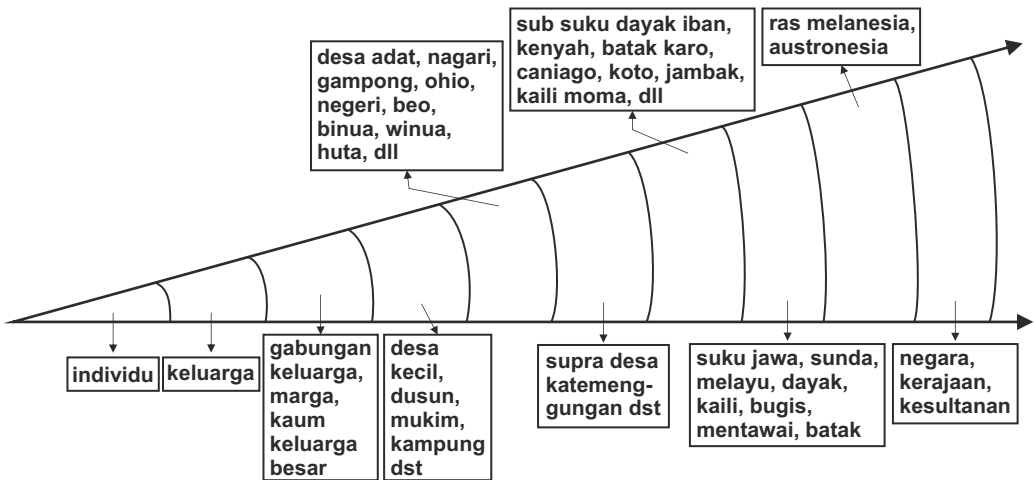 desa adat, nagari,
gampong, ohio,
negeri, beo,
binua, winua,
huta, dll
sub suku dayak iban,
kenyah, batak karo,
caniago, koto, jambak,
kaili moma, dll
ras melanesia,
austronesia
individu
keluarga
gabungan
keluarga,
marga,
kaum
keluarga
besar
desa
kecil,
dusun,
mukim,
kampung
dst
supra desa
katemeng-
gungan dst
suku jawa, sunda,
melayu, dayak,
kaili, bugis,
mentawai, batak
negara,
kerajaan,
kesultanan